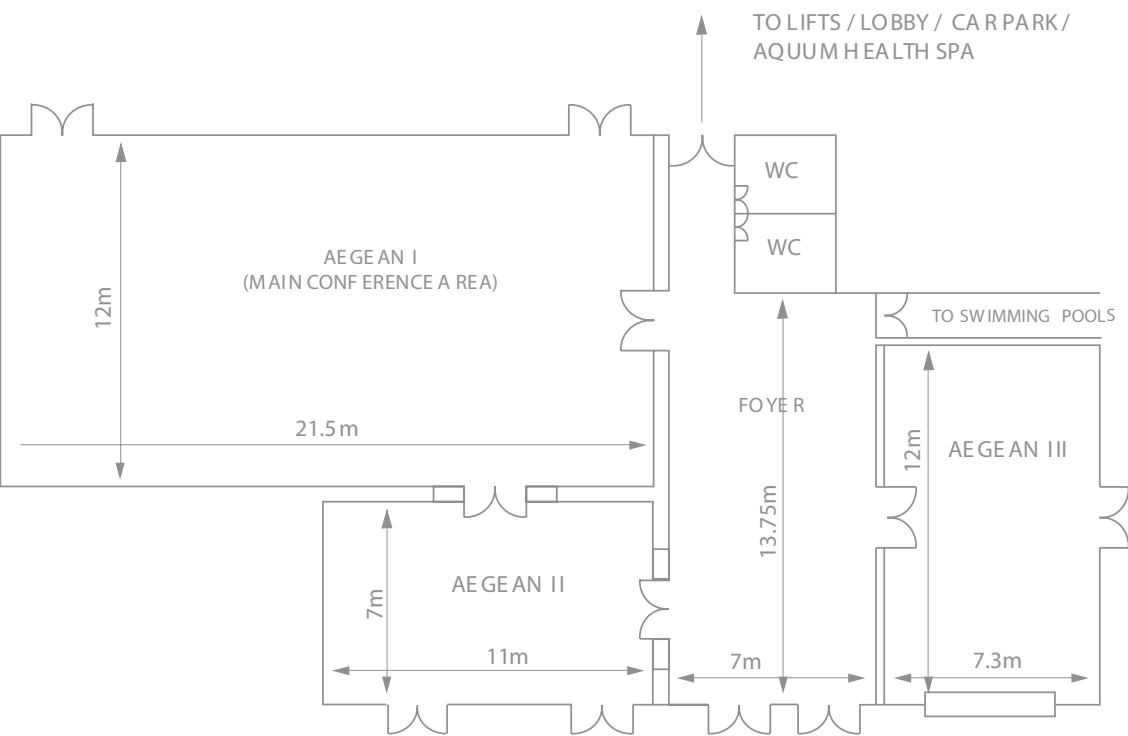 TO LIFTS / LOBBY / CAR PARK /
AQUUM HEALTH SPA
WC
WC
AEGEAN I
(MAIN CONFERENCE AREA)
12m
21.5m
TO SWIMMING POOLS
FOYER
13.75m
7m
12m
AEGEAN III
7.3m
AEGEAN II
7m
11m